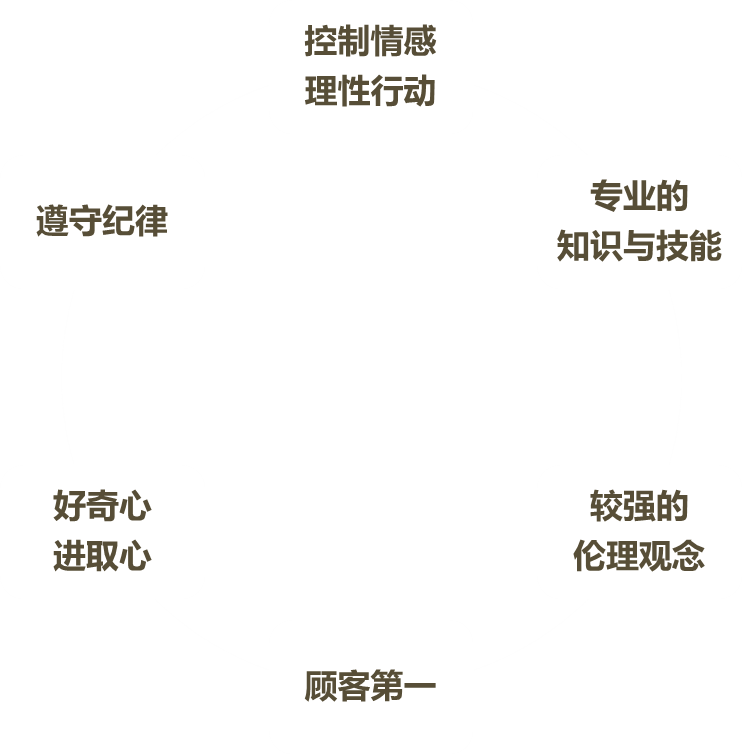 控制情感
理性行动
遵守纪律
专业的
知识与技能
好奇心
进取心
较强的
伦理观念
顾客第一